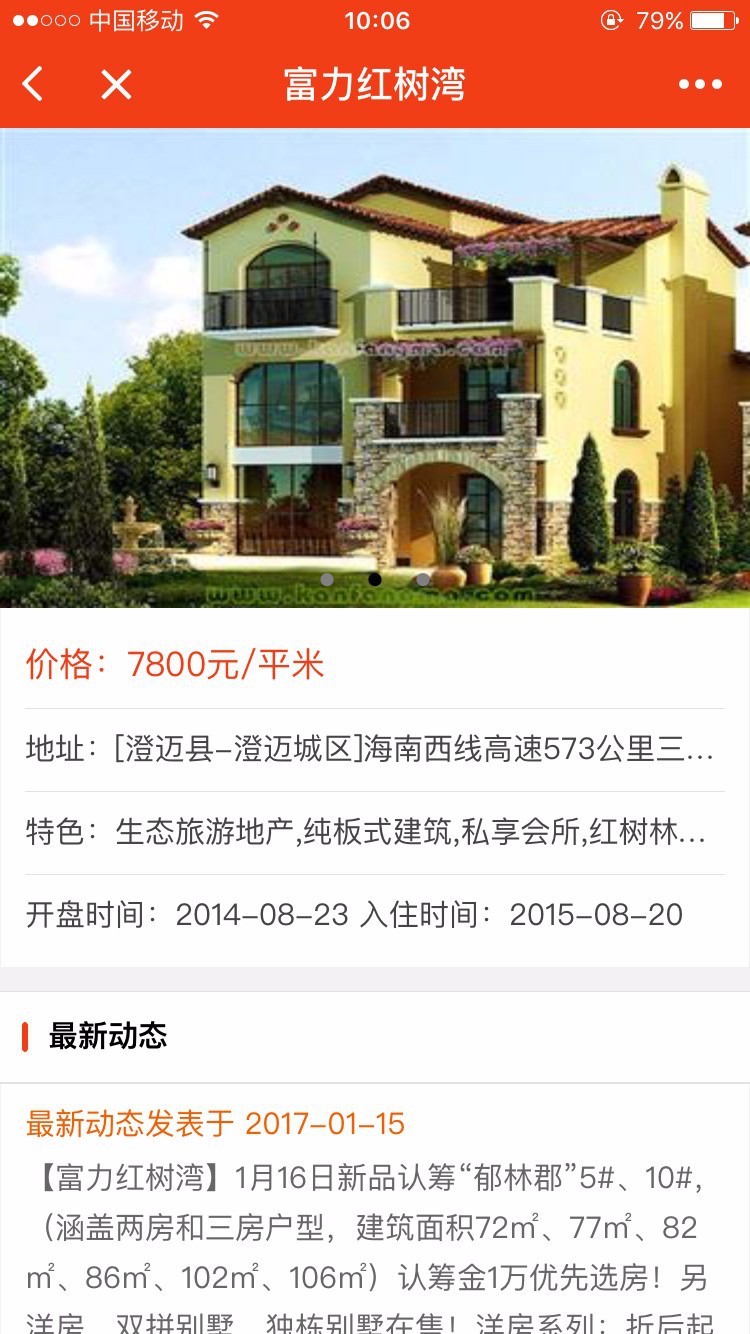 中国移动
10:06
79%
富力红树湾
价格：7800元/平米
地址：[澄迈县-澄迈城区]海南西线高速573公里三...
特色：生态旅游地产,纯板式建筑,私享会所,红树林...
开盘时间：2014-08-23 入住时间：2015-08-20
最新动态
最新动态发表于 2017-01-15
【富力红树湾】1月16日新品认筹“郁林郡”5#、10#，
（涵盖两房和三房户型，建筑面积72㎡、77㎡、82
㎡、86㎡、102㎡、106㎡）认筹金1万优先选房！另
洋房、双拼别墅、独栋别墅在售！洋房系列：折后起